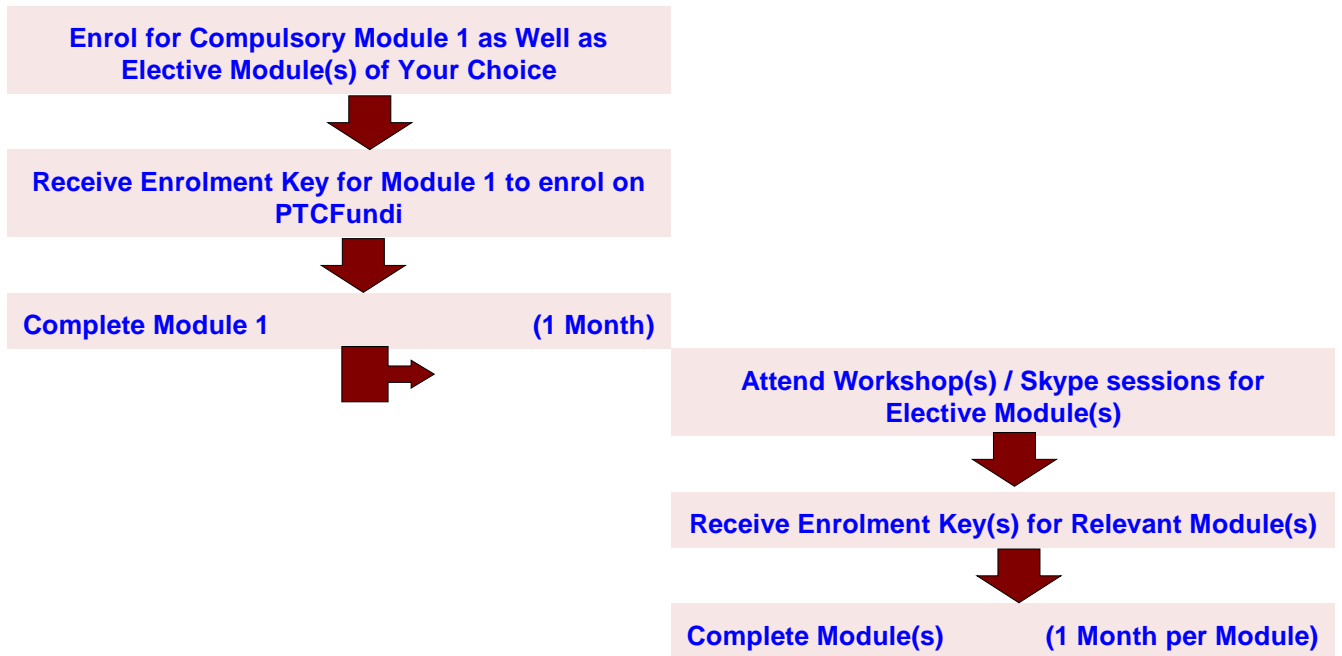 Enrol for Compulsory Module 1 as Well as
Elective Module(s) of Your Choice
Receive Enrolment Key for Module 1 to enrol on
PTCFundi
Complete Module 1 (1 Month)
Attend Workshop(s) / Skype sessions for
Elective Module(s)
Receive Enrolment Key(s) for Relevant Module(s)
Complete Module(s) (1 Month per Module)